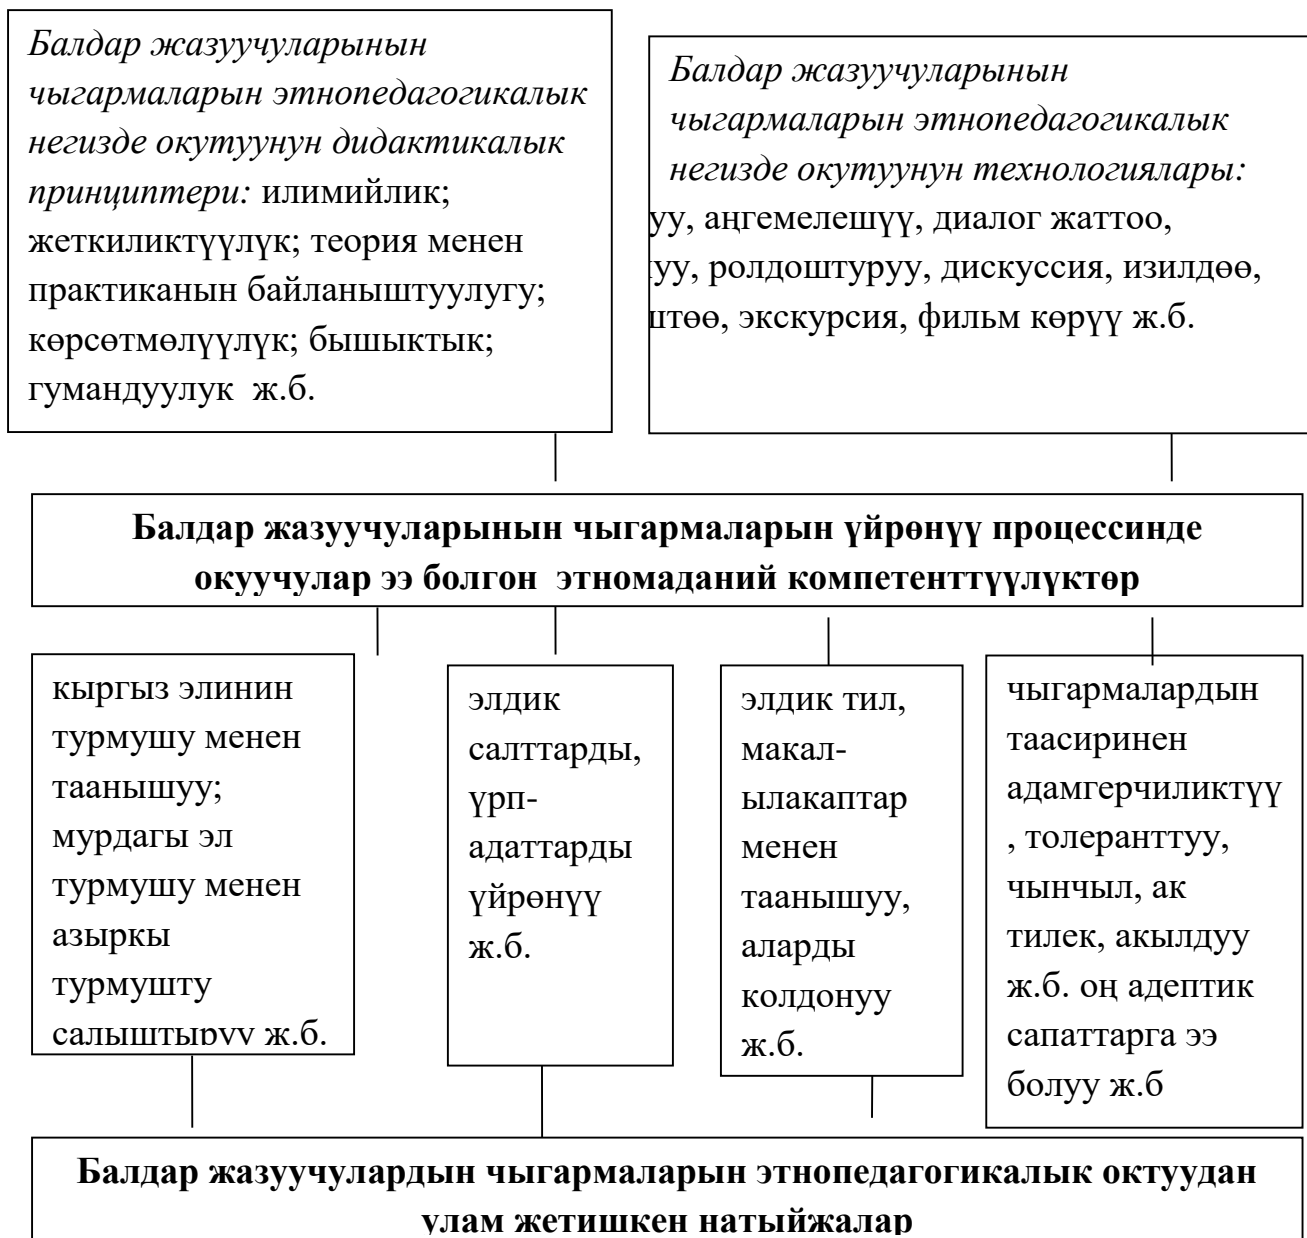 Балдар жазуучуларынын
чыгармаларын этнопедагогикалык
негизде окутуунун дидактикалык
принциптери: илимийлик;
жеткиликтүүлүк; теория менен
практиканын байланыштуулугу;
көрсөтмөлүүлүк; бышыктык;
гумандуулук ж.б.
Балдар жазуучуларынын
чыгармаларын этнопедагогикалык
негизде окутуунун технологиялары:
аңгемелешүү, диалог жаттоо,
ролдоштуруу, дискуссия, изилдөө,
экскурсия, фильм көрүү ж.б.
Балдар жазуучуларынын чыгармаларын үйрөнүү процессинде
окуучулар ээ болгон этномаданий компетенттүүлүктөр
кыргыз элинин
турмушу менен
таанышуу;
мурдагы эл
турмушу менен
азыркы
турмушту
салыштыруу ж.б.
элдик
салттарды,
үрп-
адаттарды
үйрөнүү
ж.б.
элдик тил,
макал-
ылакаптар
менен
таанышуу,
аларды
колдонуу
ж.б.
чыгармалардын
таасиринен
адамгерчиликтүү
, толеранттуу,
чынчыл, ак
тилек, акылдуу
ж.б. оң адептик
сапаттарга ээ
болуу ж.б
Балдар жазуучулардын чыгармаларын этнопедагогикалык октуудан
улам жетишкен натыйжалар